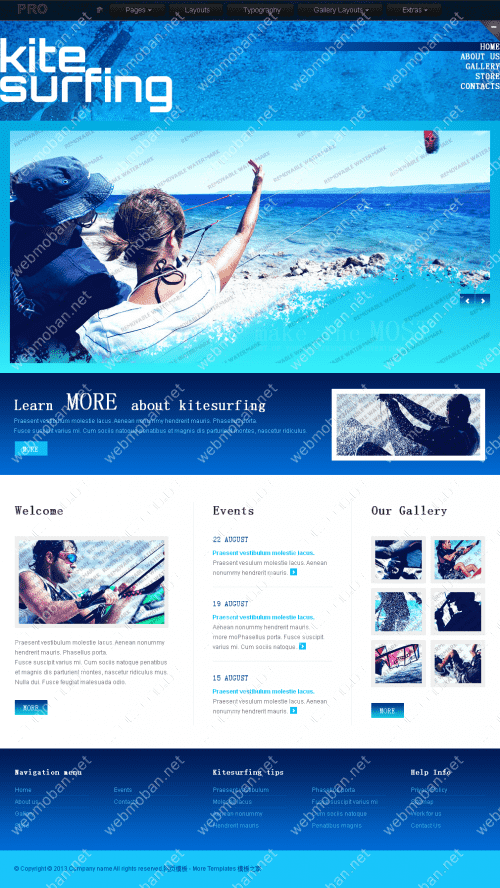 PRO
Pages
Layouts
Typography
Gallery Layouts
Extras
kite
surfing
HOME
ABOUT US
GALLERY
STORE
CONTACTS
make the MOST
Learn MORE about kitesurfing
Praesent vestibulum molestie lacus. Aenean nonummy hendrerit mauris. Phasellus porta.
Fusce suscipit varius mi. Cum sociis natoque penatibus et magnis dis parturient montes, nascetur ridiculus.
MORE
Welcome
Praesent vestibulum molestie lacus. Aenean nonummy
hendrerit mauris. Phasellus porta.
Fusce suscipit varius mi. Cum sociis natoque penatibus
et magnis dis parturient montes, nascetur ridiculus mus.
Nulla dui. Fusce feugiat malesuada odio.
MORE
Events
22 AUGUST
Praesent vestibulum molestie lacus.
Praesent vesulum molestie lacus. Aenean
nonummy hendrerit mauris.
19 AUGUST
Praesent vestibulum molestie lacus.
Aenean nonummy hendrerit mauris
more moPhasellus porta. Fusce suscipit
varius mi. Cum sociis natoque.
15 AUGUST
Praesent vestibulum molestie lacus.
Praesent vesulum molestie lacus. Aenean
nonummy hendrerit mauris.
Our Gallery
MORE
Navigation menu
Home
About us
Gallery
Store
Events
Contacts
Kitesurfing tips
Praesent vestibulum
Molestie lacus
Aenean nonummy
Hendrerit mauris
Phasellus porta
Fusce suscipit varius mi
Cum sociis natoque
Penatibus magnis
Help Info
Privacy Policy
Sitemap
Work for us
Contact Us
© Copyright © 2013.Company name All rights reserved.网页模板 - More Templates 模板之家
webmoban.net
REMOVABLE WATERMARK